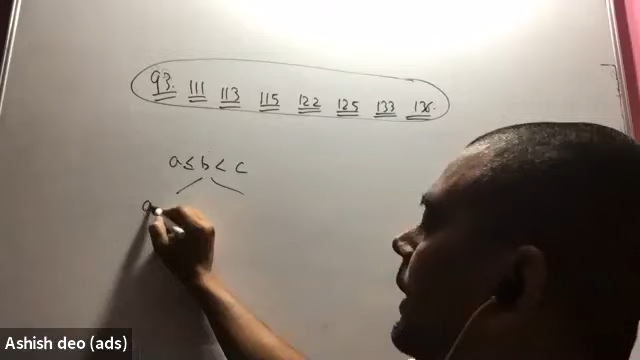 93. 111 113 115 122 125 133 136.
a ≤ b < c
a
Ashish deo (ads)